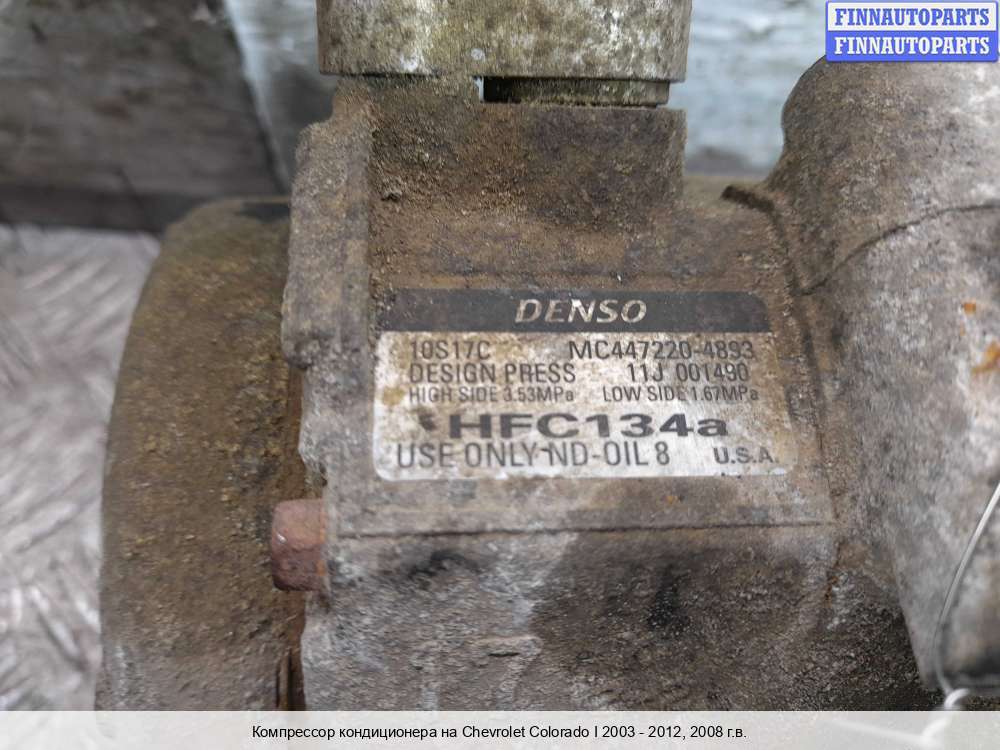 FINNAUTOPARTS
FINNAUTOPARTS
DENSO
10S17C MC447220-4893
DESIGN PRESS 11J 001490
HIGH SIDE 3.53MPa LOW SIDE 1.67MPa
HFC134a
USE ONLY ND-OIL 8 U.S.A.
Компрессор кондиционера на Chevrolet Colorado I 2003 - 2012, 2008 г.в.